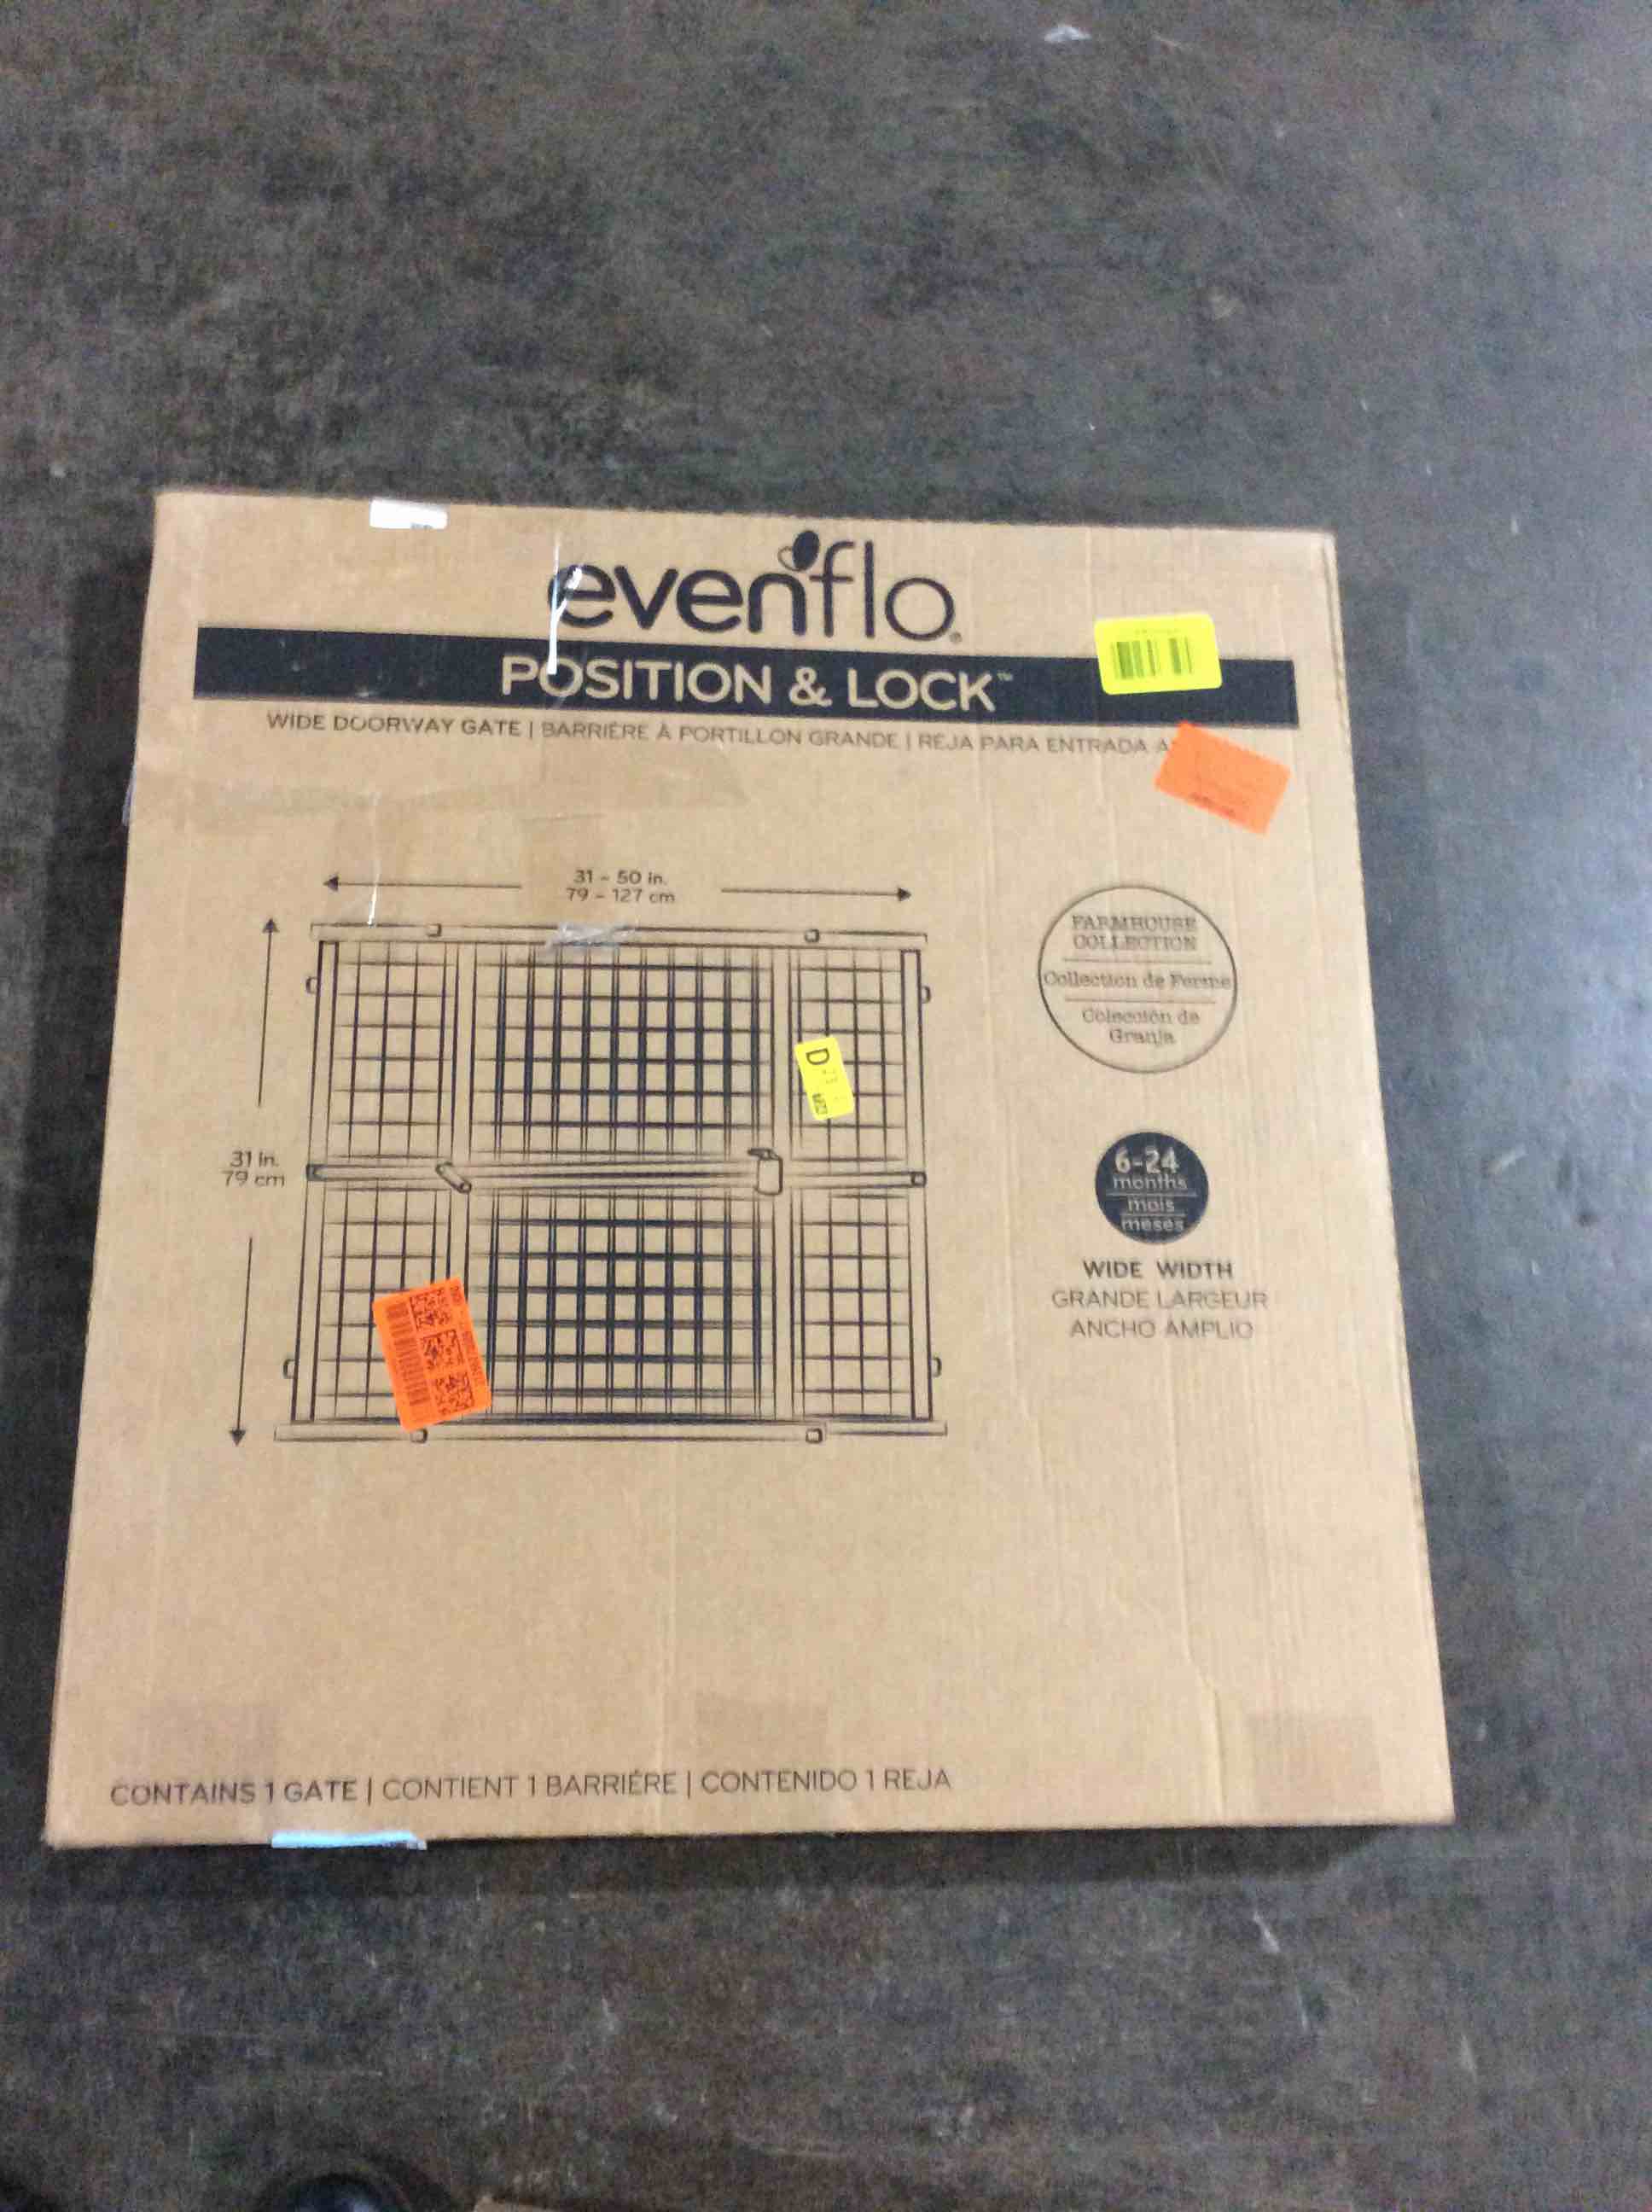 evenflo®
POSITION & LOCK™
WIDE DOORWAY GATE | BARRIÈRE À PORTILLON GRANDE | REJA PARA ENTRADA A
31 - 50 in.
79 - 127 cm
FARMHOUSE
COLLECTION
Collection de Ferme
Colección de
Granja
D
31 in.
79 cm
6-24
months
mois
meses
WIDE WIDTH
GRANDE LARGEUR
ANCHO AMPLIO
CONTAINS 1 GATE | CONTIENT 1 BARRIÈRE | CONTENIDO 1 REJA